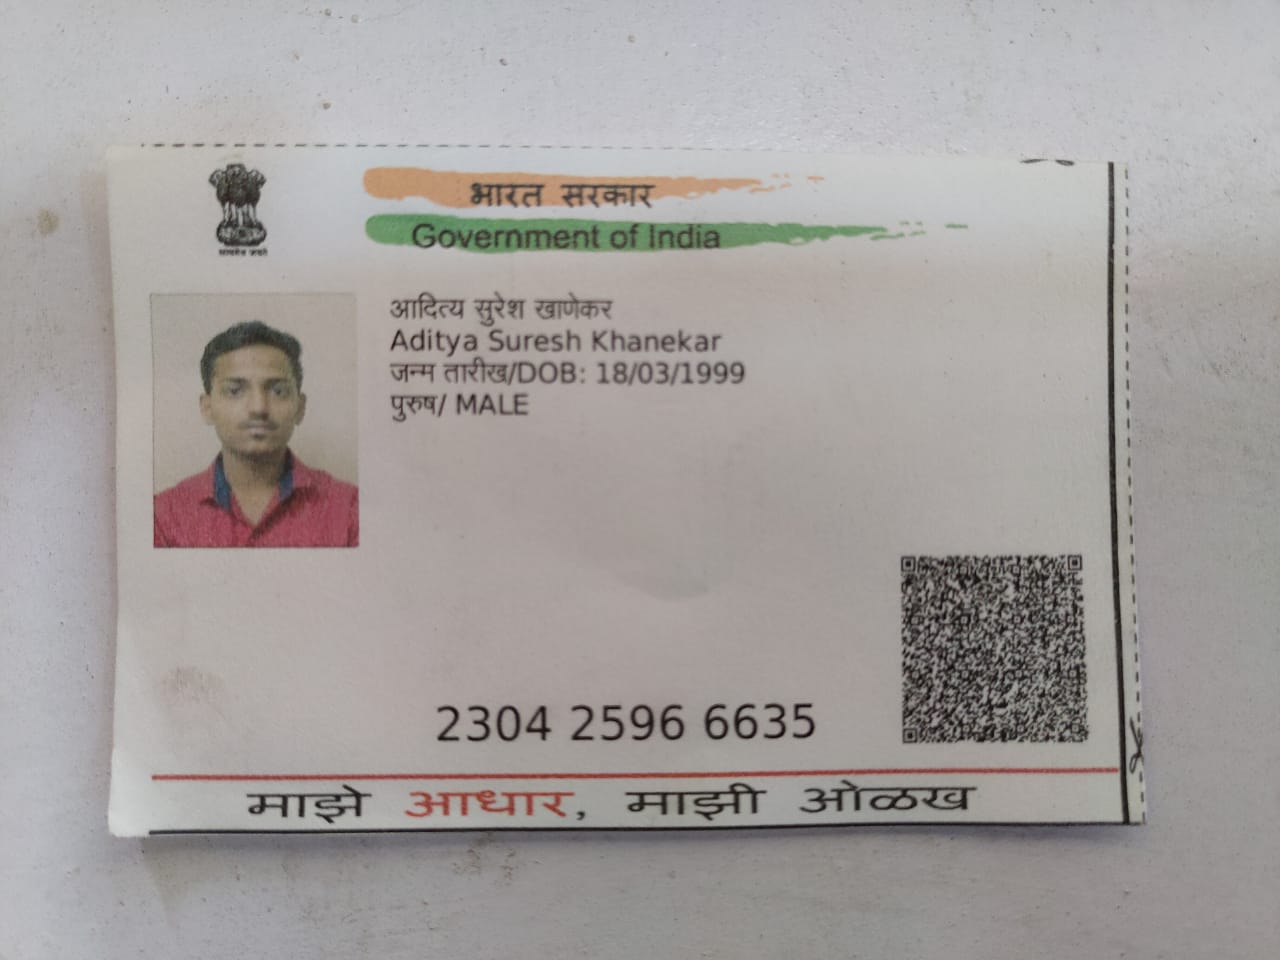 सत्यमेव जयते
भारत सरकार
Government of India
आदित्य सुरेश खाणेकर
Aditya Suresh Khanekar
जन्म तारीख/DOB: 18/03/1999
पुरुष/ MALE
2304 2596 6635
माझे आधार, माझी ओळख